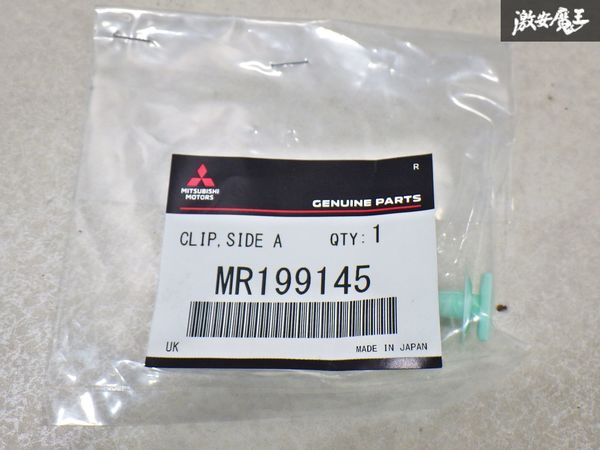 激安魔王
R
MITSUBISHI
MOTORS
GENUINE PARTS
CLIP, SIDE A QTY: 1
MR199145
UK MADE IN JAPAN